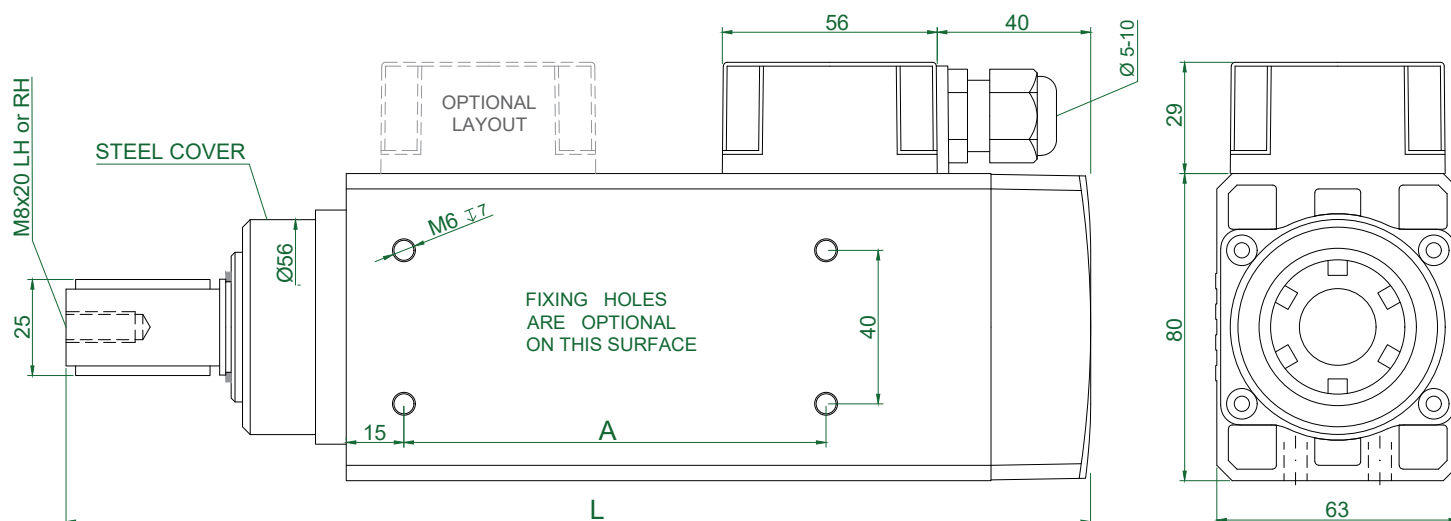 56
40
Ø 5-10
M8x20 LH or RH
OPTIONAL
LAYOUT
29
STEEL COVER
M6 ↧7
Ø56
25
FIXING HOLES
ARE OPTIONAL
ON THIS SURFACE
40
80
15
A
L
63